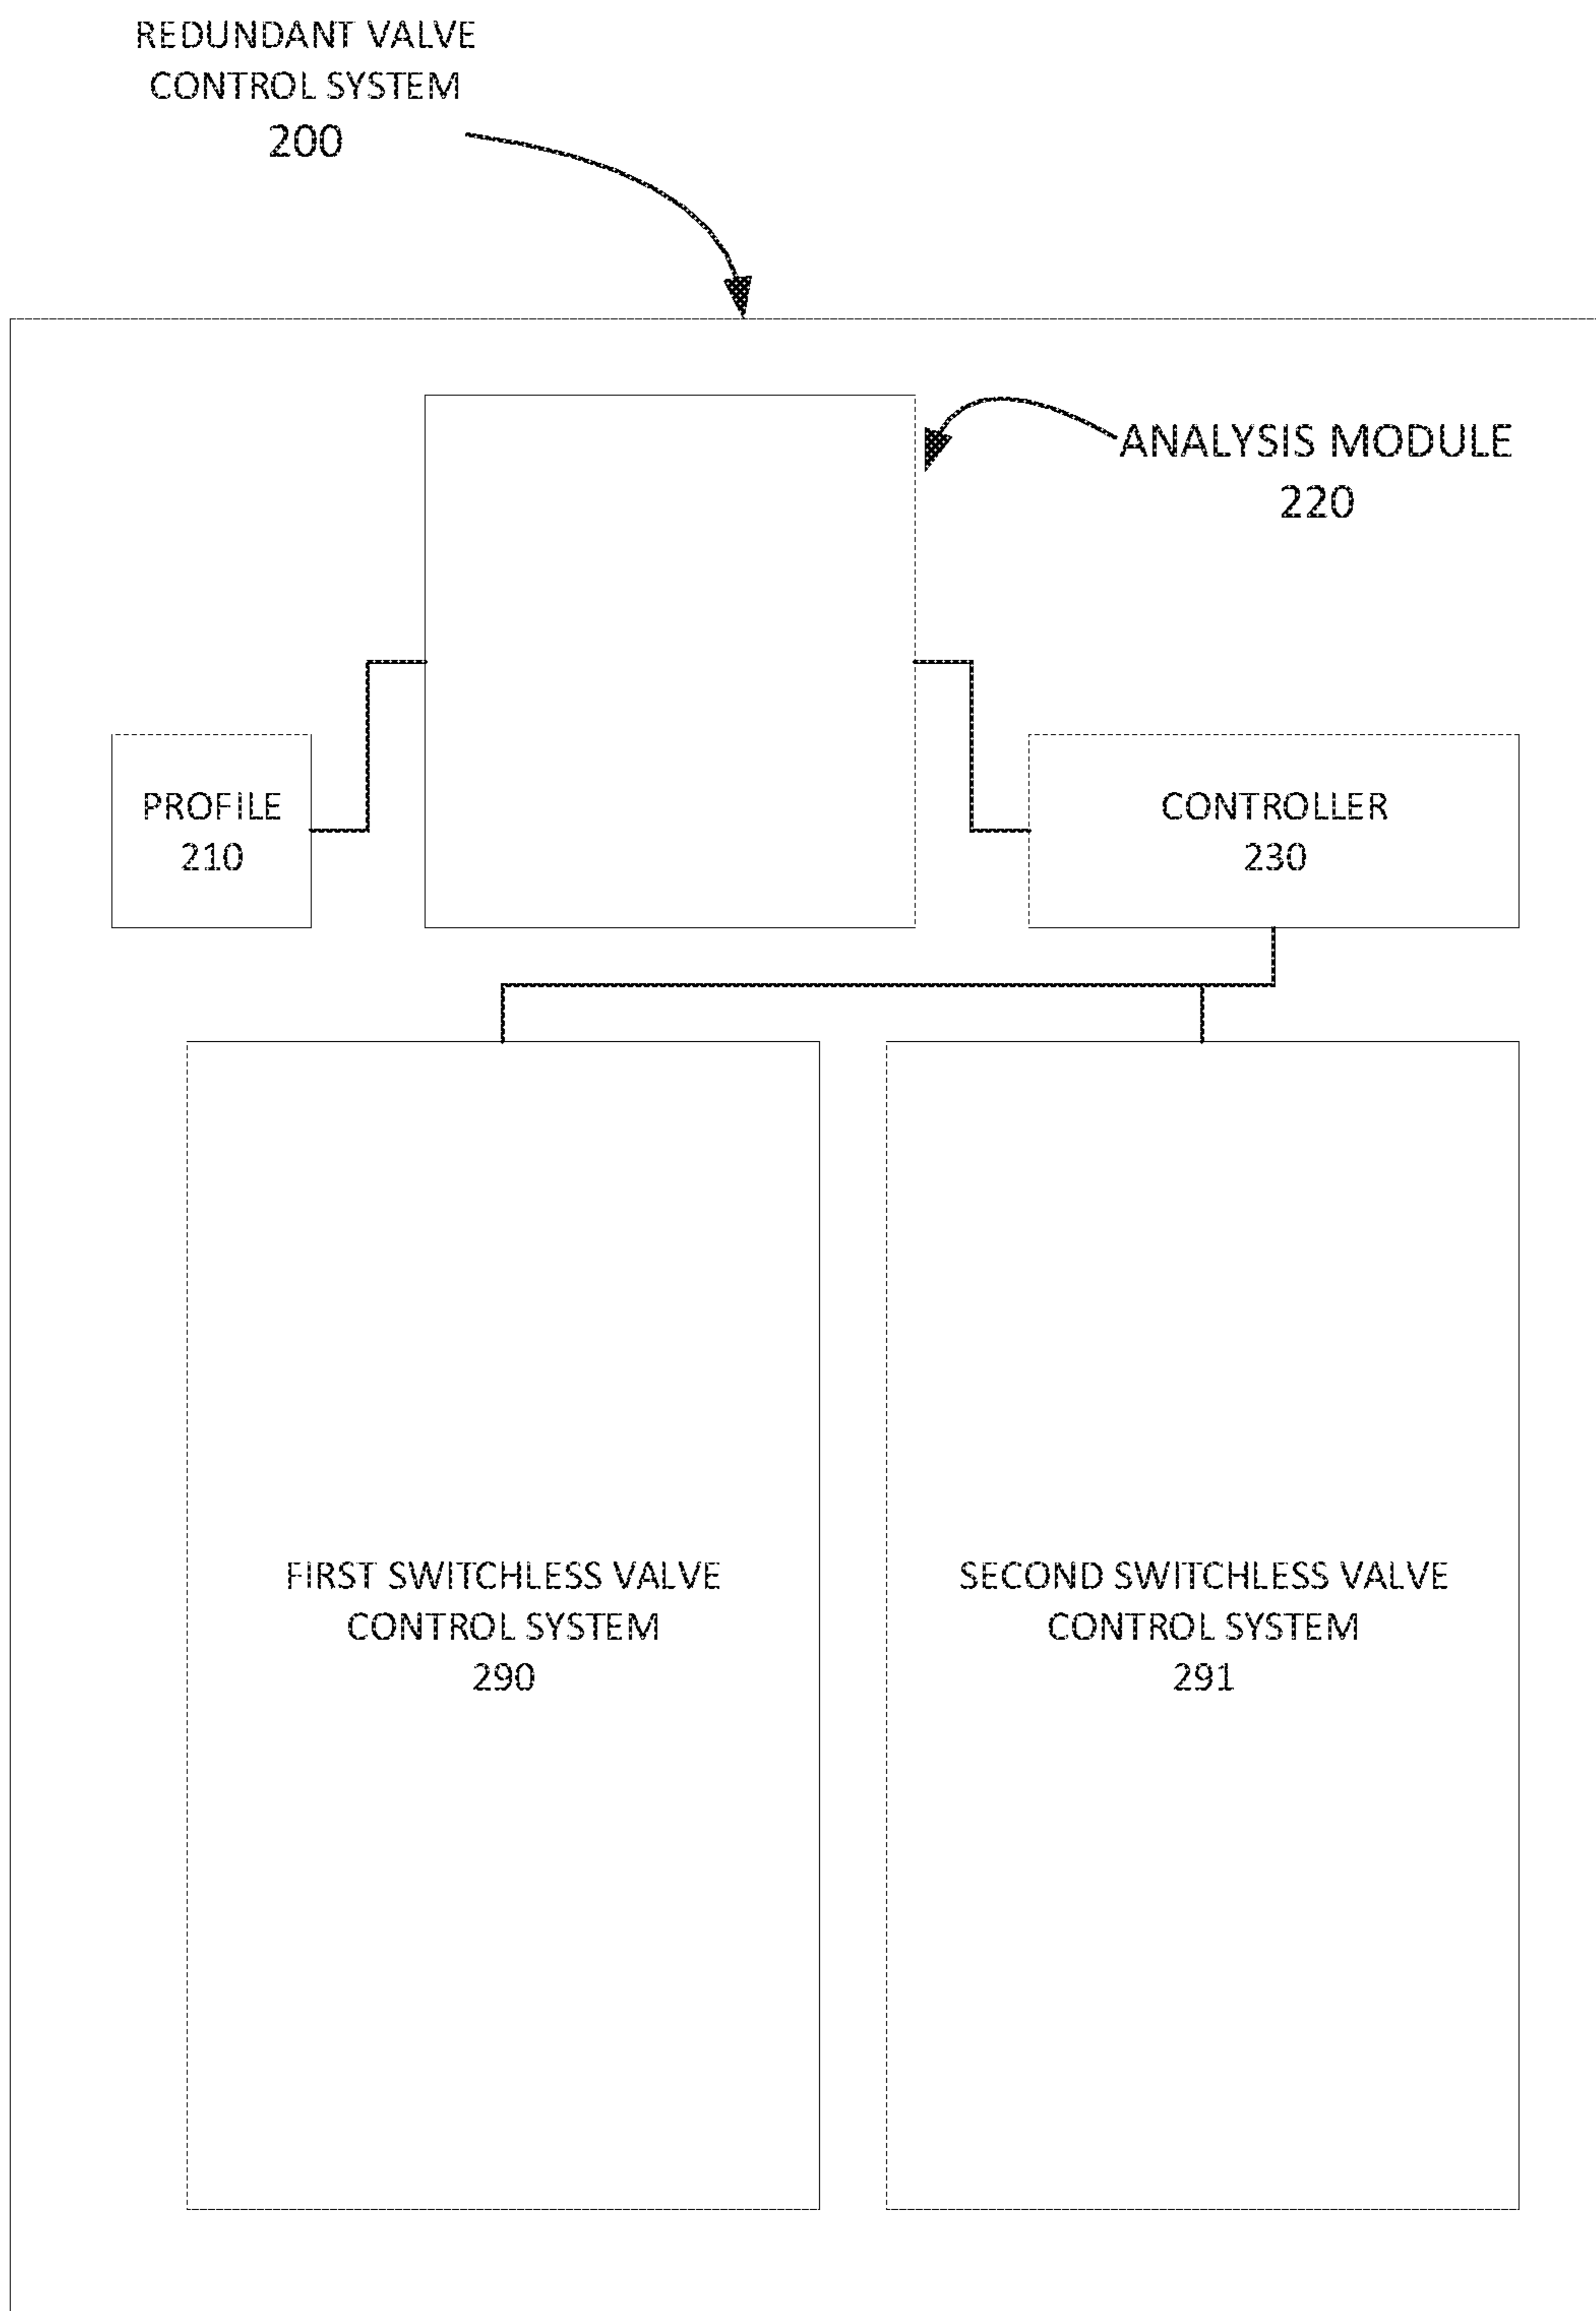 REDUNDANT VALVE
CONTROL SYSTEM
200
ANALYSIS MODULE
220
PROFILE
210
CONTROLLER
230
FIRST SWITCHLESS VALVE
CONTROL SYSTEM
290
SECOND SWITCHLESS VALVE
CONTROL SYSTEM
291